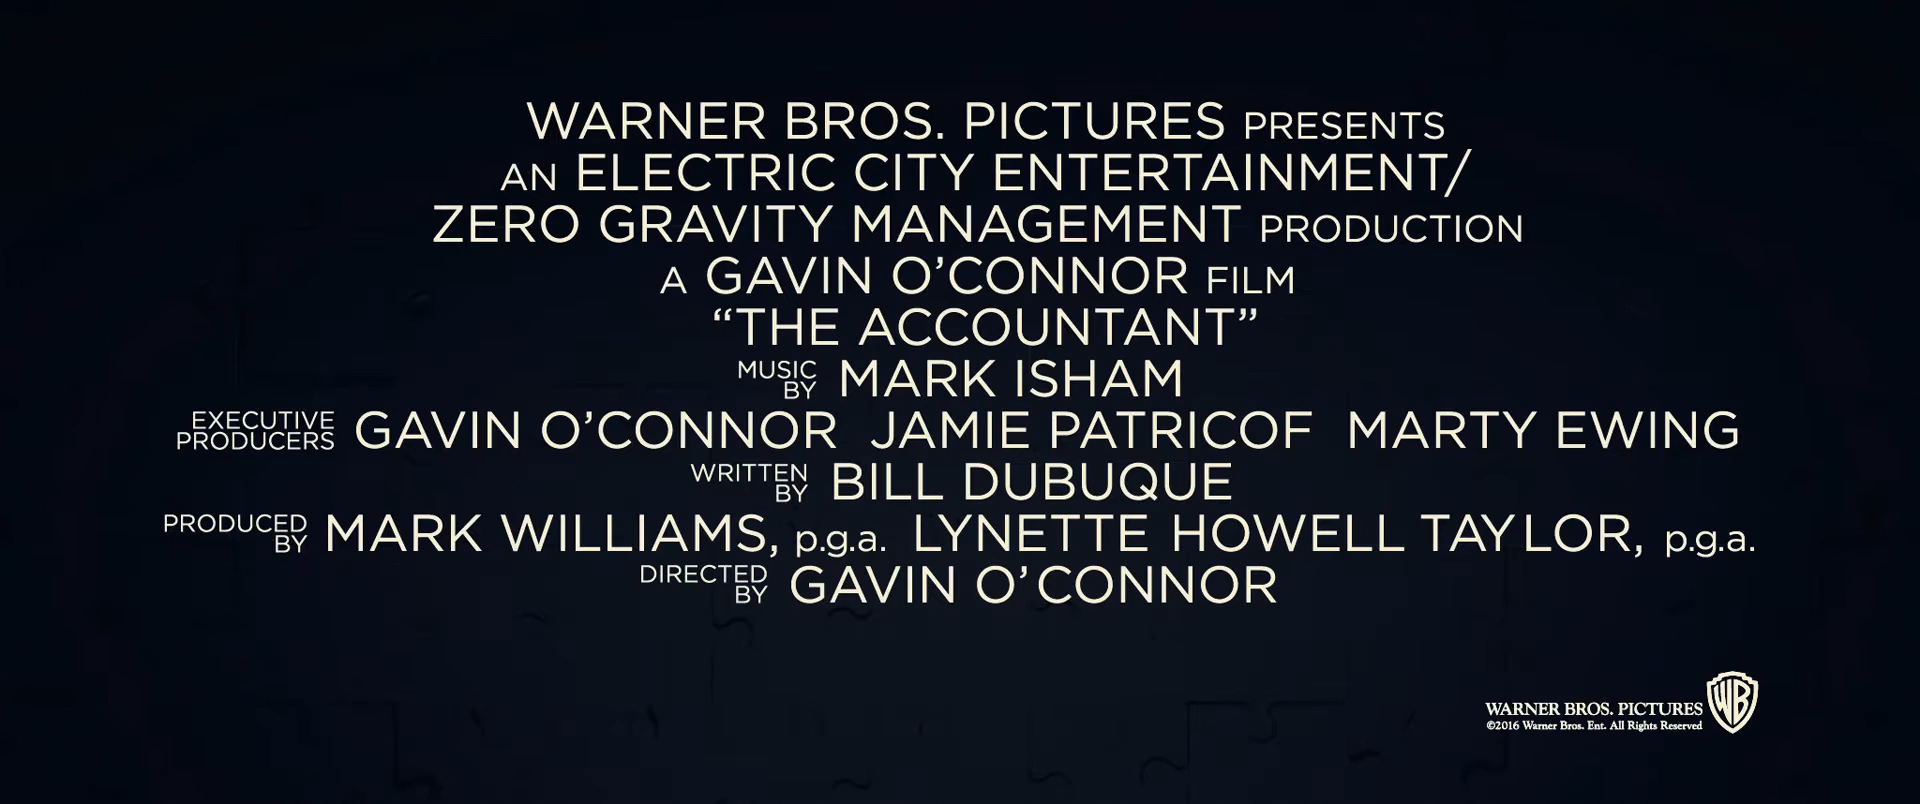 WARNER BROS. PICTURES PRESENTS
AN ELECTRIC CITY ENTERTAINMENT/
ZERO GRAVITY MANAGEMENT PRODUCTION
A GAVIN O’CONNOR FILM
“THE ACCOUNTANT”
MUSIC BY MARK ISHAM
EXECUTIVE PRODUCERS GAVIN O’CONNOR JAMIE PATRICOF MARTY EWING
WRITTEN BY BILL DUBUQUE
PRODUCED BY MARK WILLIAMS, p.g.a. LYNETTE HOWELL TAYLOR, p.g.a.
DIRECTED BY GAVIN O’CONNOR
WARNER BROS. PICTURES WB
©2016 Warner Bros. Ent. All Rights Reserved